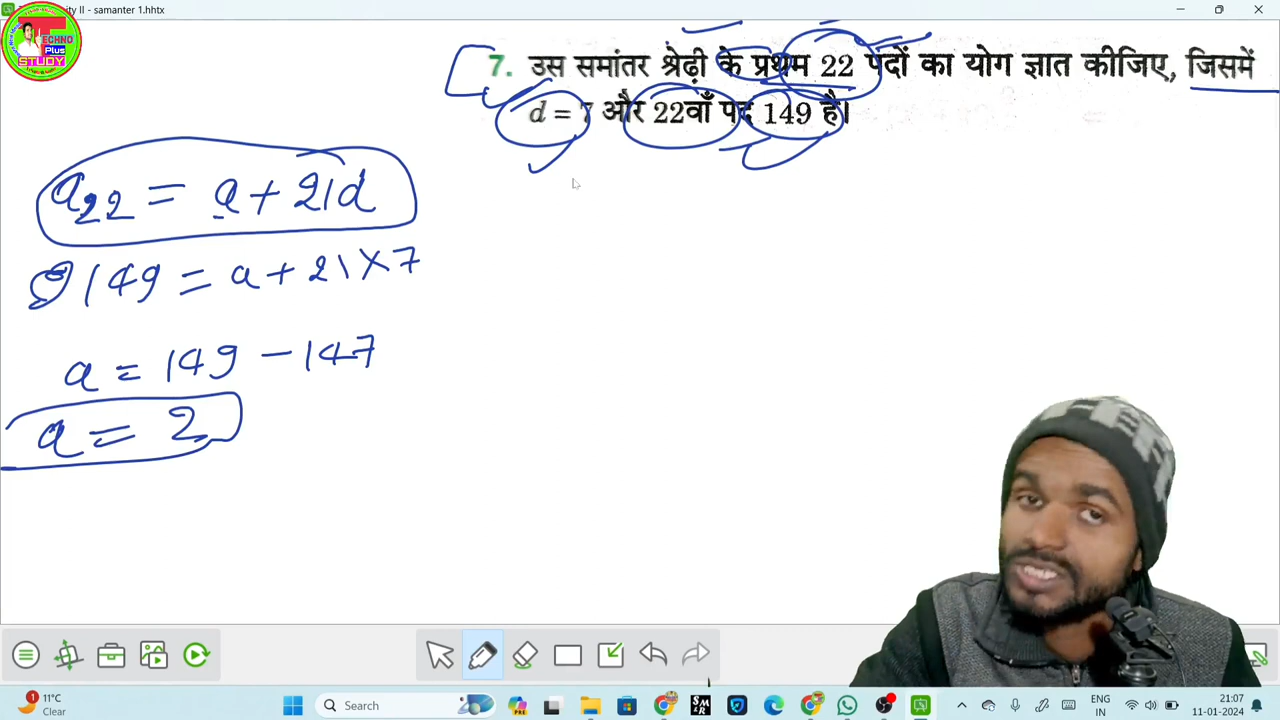 ity II - samanter 1.hhtx
TECHNO
Plus
STUDY
7. उस समांतर श्रेढ़ी के प्रथम 22 पदों का योग ज्ञात कीजिए, जिसमें
d = 7 और 22वाँ पद 149 है।
a22 = a + 21d
149 = a + 21 × 7
a = 149 - 147
a = 2
1
11°C
Clear
Search
PRE
ENG
IN
21:07
11-01-2024